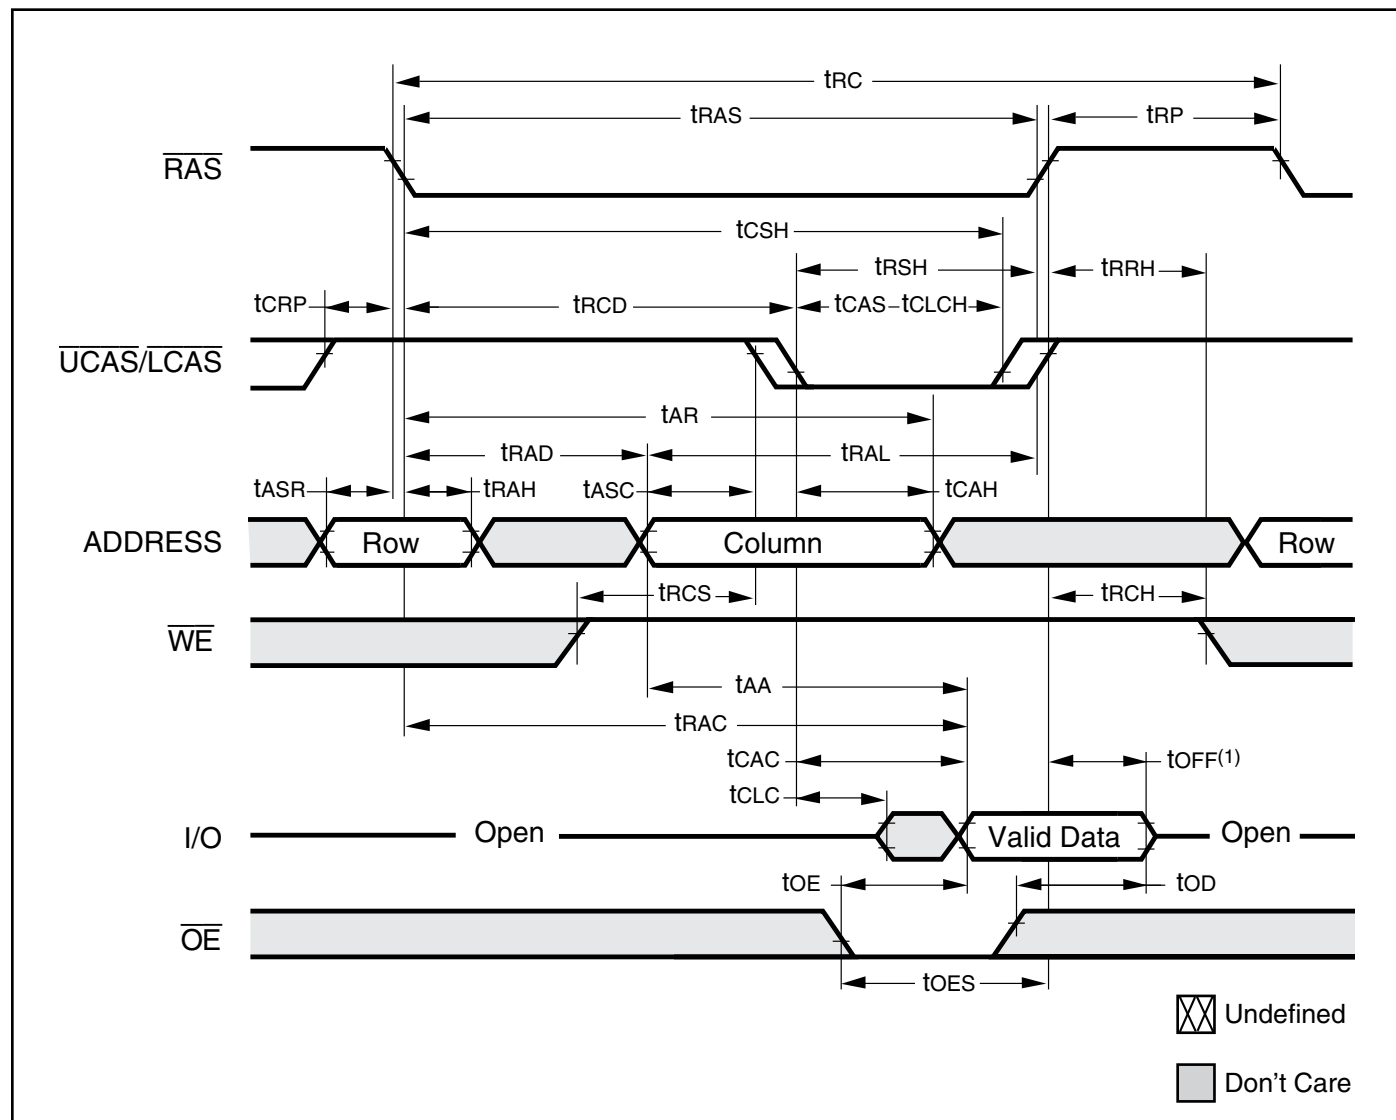 tRC
tRAS
tRP
RAS
tCSH
tRSH
tRRH
tCRP
tRCD
tCAS
tCLCH
UCAS/LCAS
tAR
tRAD
tRAL
tASR
tRAH
tASC
tCAH
ADDRESS
Row
Column
Row
tRCS
tRCH
WE
tAA
tRAC
tCAC
tOFF(1)
tCLC
I/O
Open
Valid Data
Open
tOE
tOD
OE
tOES
Undefined
Don't Care